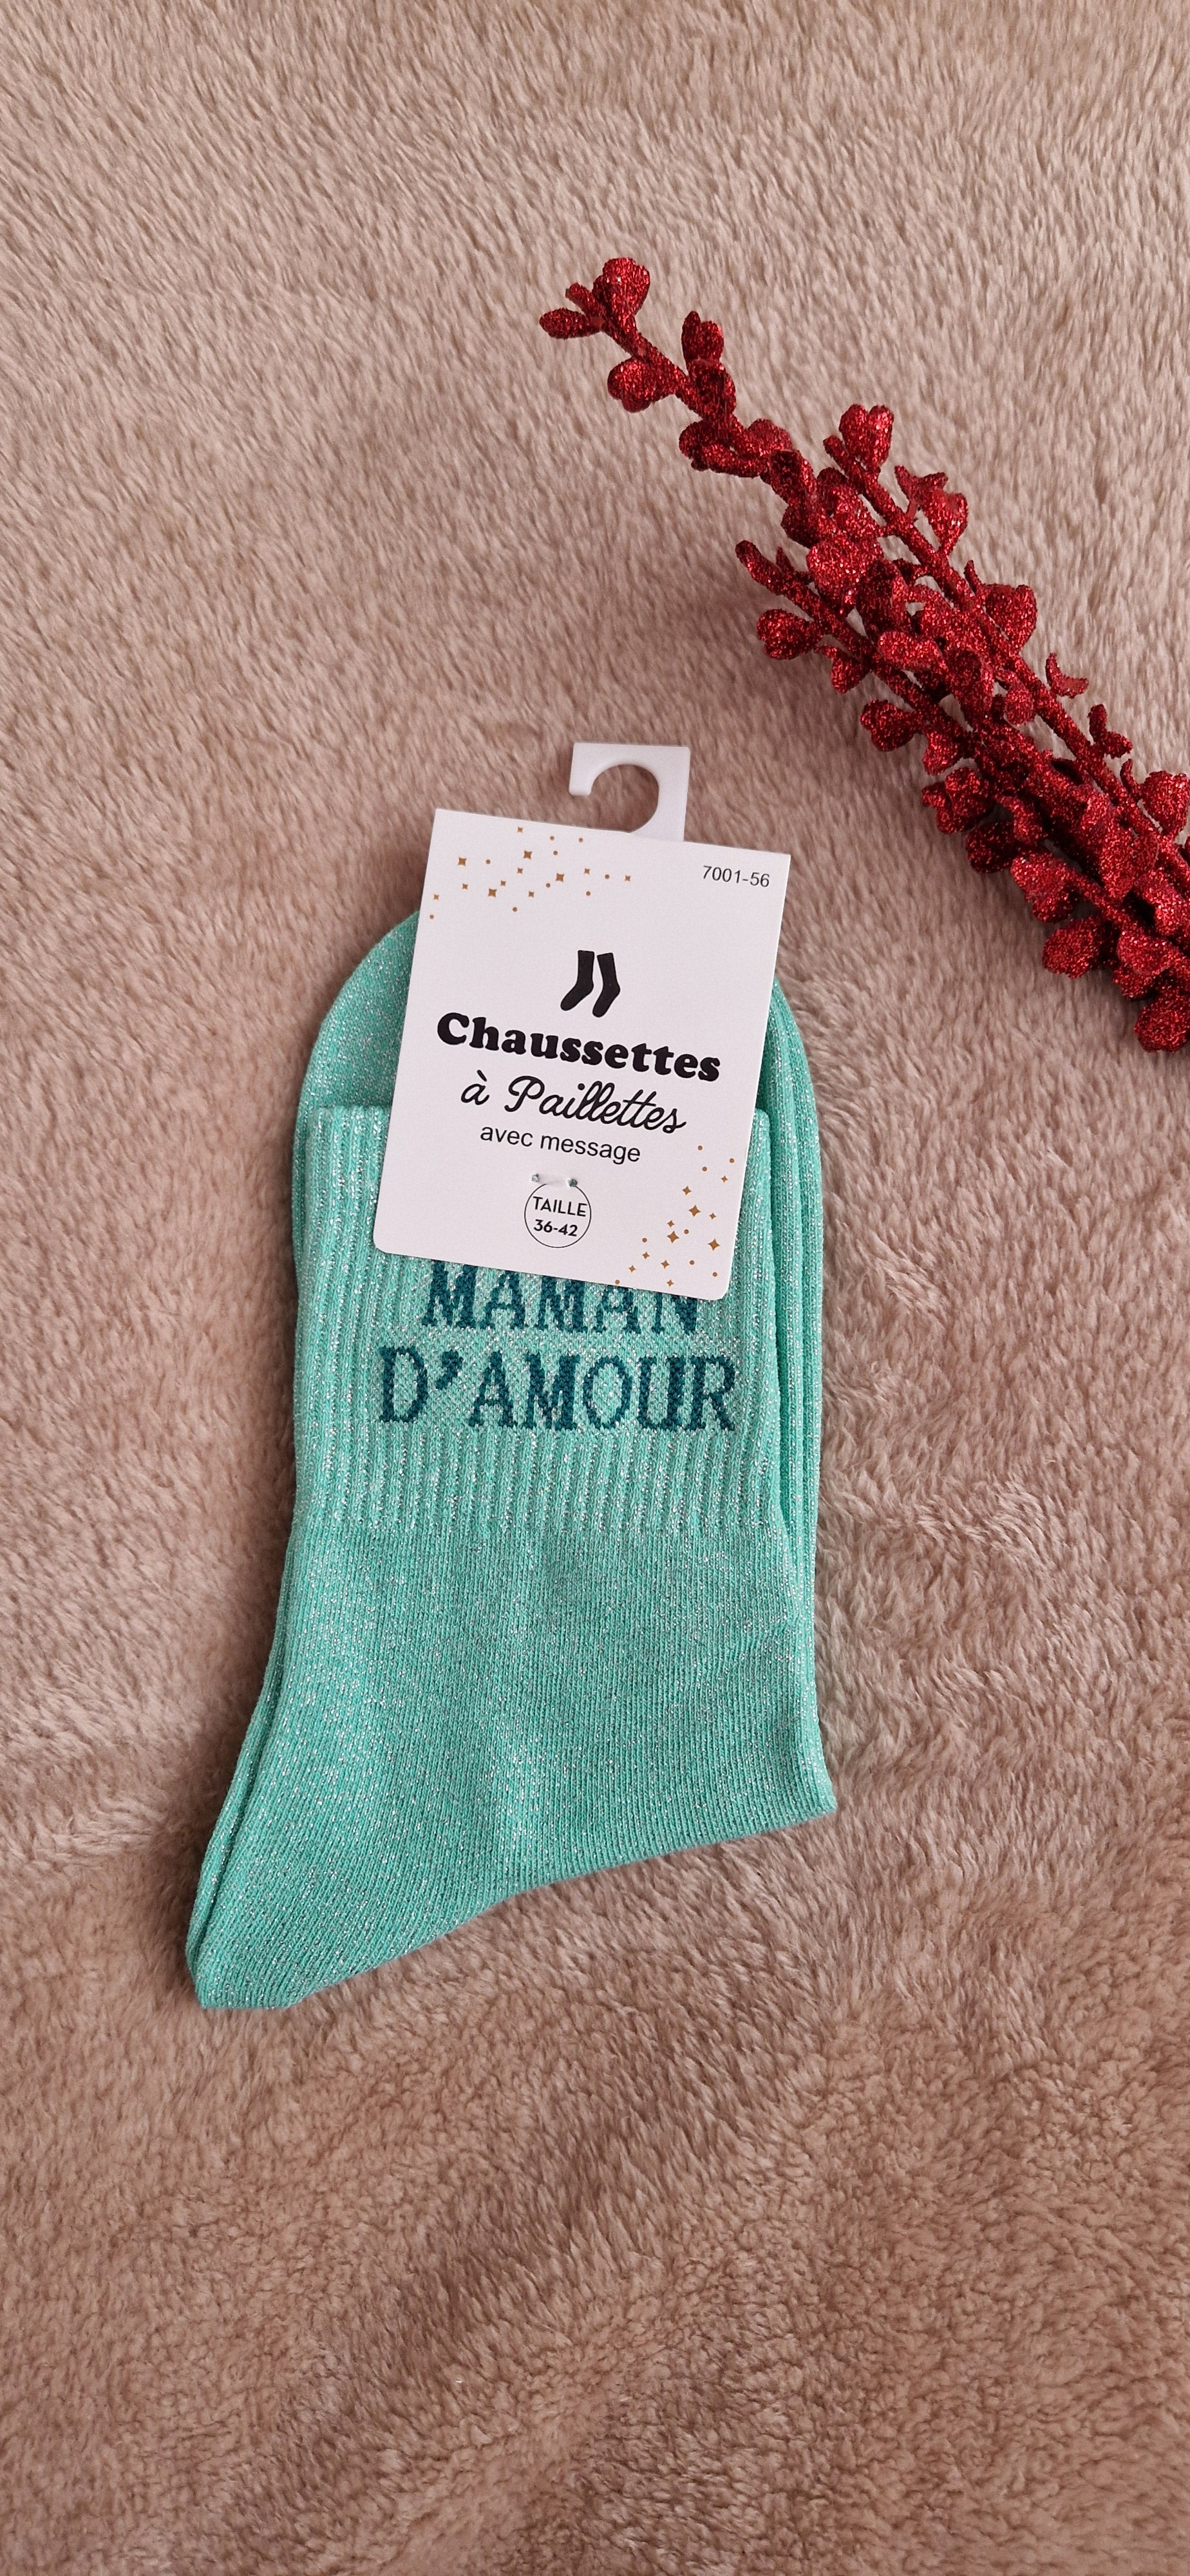 7001-56
Chaussettes
à Paillettes
avec message
TAILLE
36-42
MAMAN
D'AMOUR